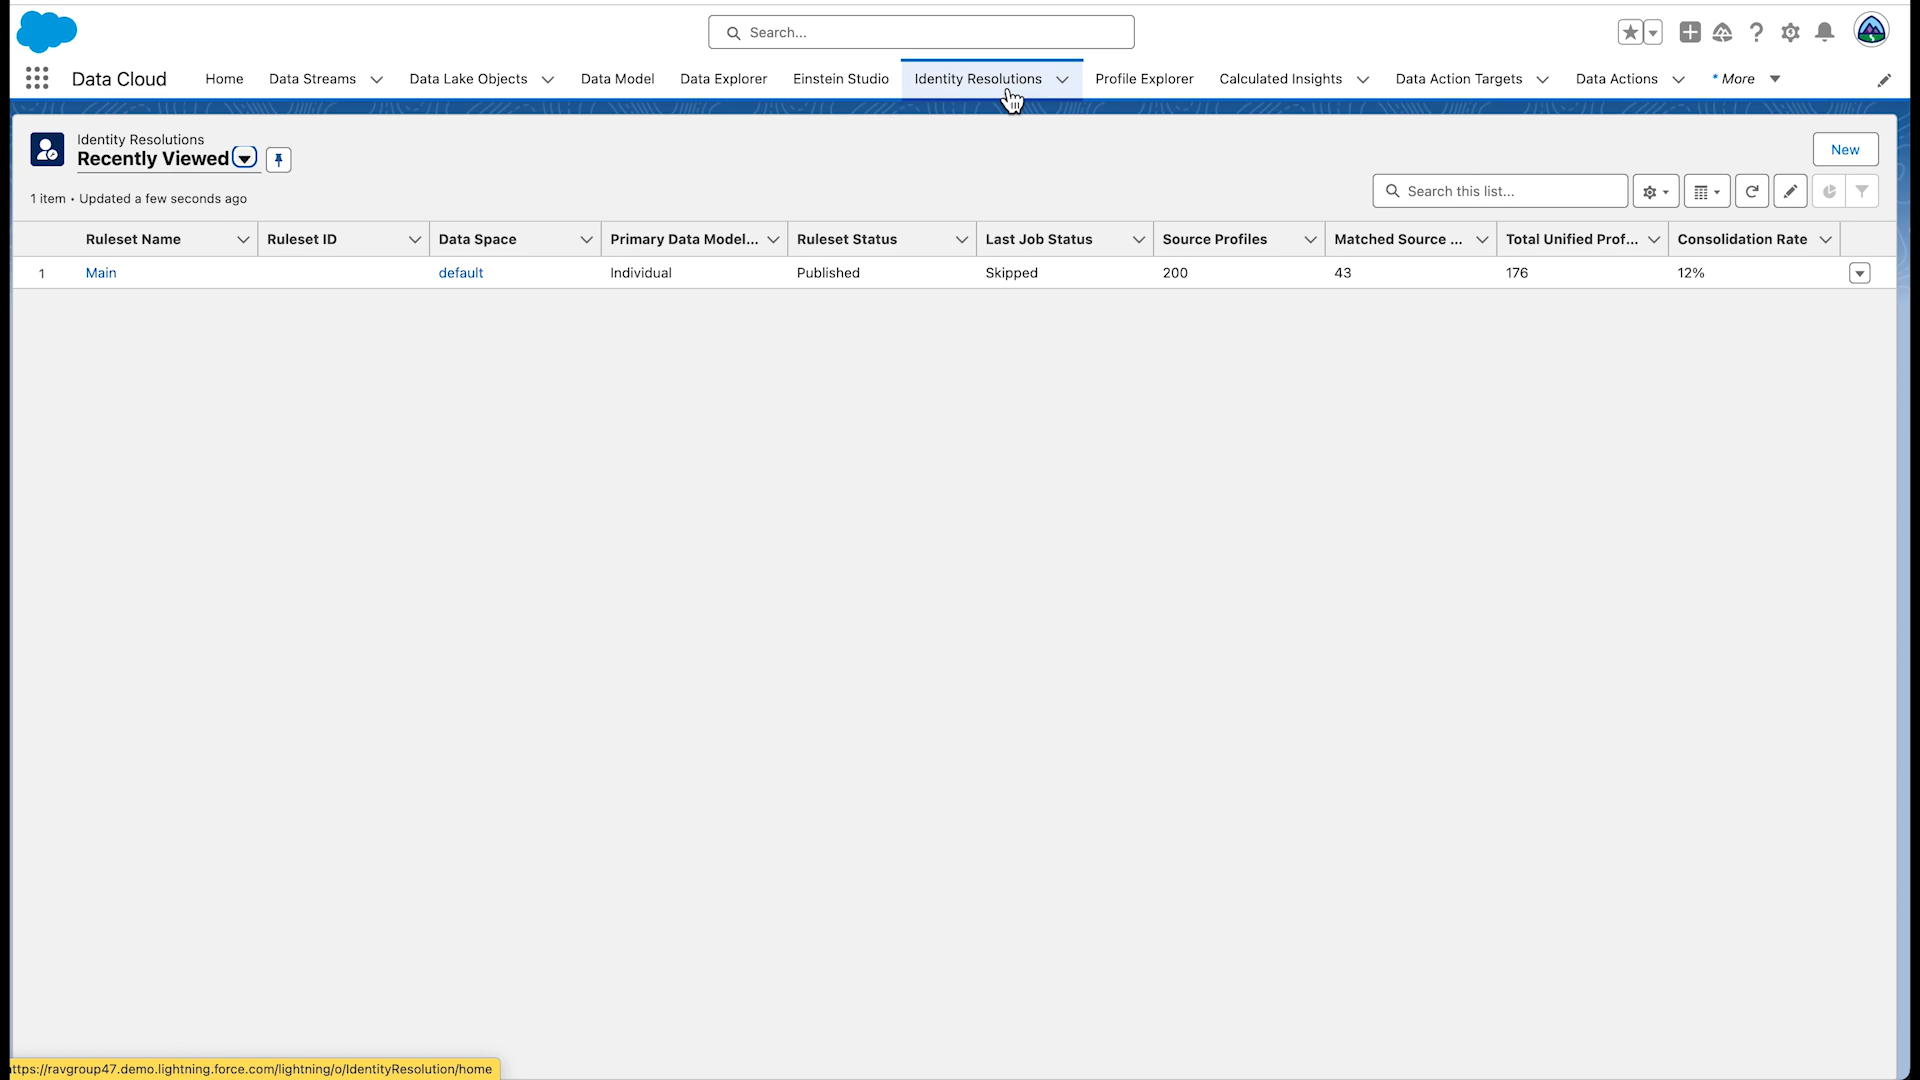 Search...
Data Cloud Home Data Streams Data Lake Objects Data Model Data Explorer Einstein Studio Identity Resolutions Profile Explorer Calculated Insights Data Action Targets Data Actions * More
Identity Resolutions
Recently Viewed
New
1 item • Updated a few seconds ago
Search this list...
Ruleset Name Ruleset ID Data Space Primary Data Model... Ruleset Status Last Job Status Source Profiles Matched Source ... Total Unified Prof... Consolidation Rate
1 Main default Individual Published Skipped 200 43 176 12%
ttps://ravgroup47.demo.lightning.force.com/lightning/o/IdentityResolution/home